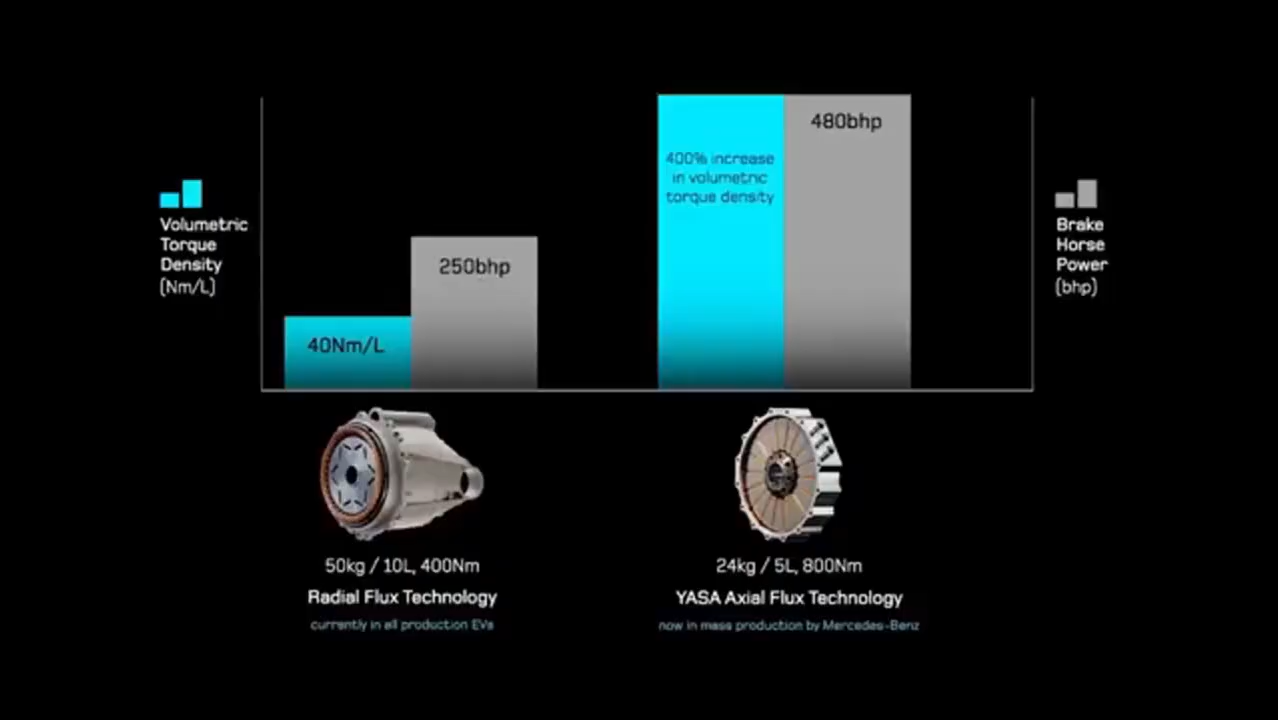 480bhp
400% increase
in volumetric
torque density
Volumetric
Torque
Density
(Nm/L)
Brake
Horse
Power
(bhp)
250bhp
40Nm/L
50kg / 10L, 400Nm
24kg / 5L, 800Nm
Radial Flux Technology
YASA Axial Flux Technology
currently in all production EVs
now in mass production by Mercedes-Benz